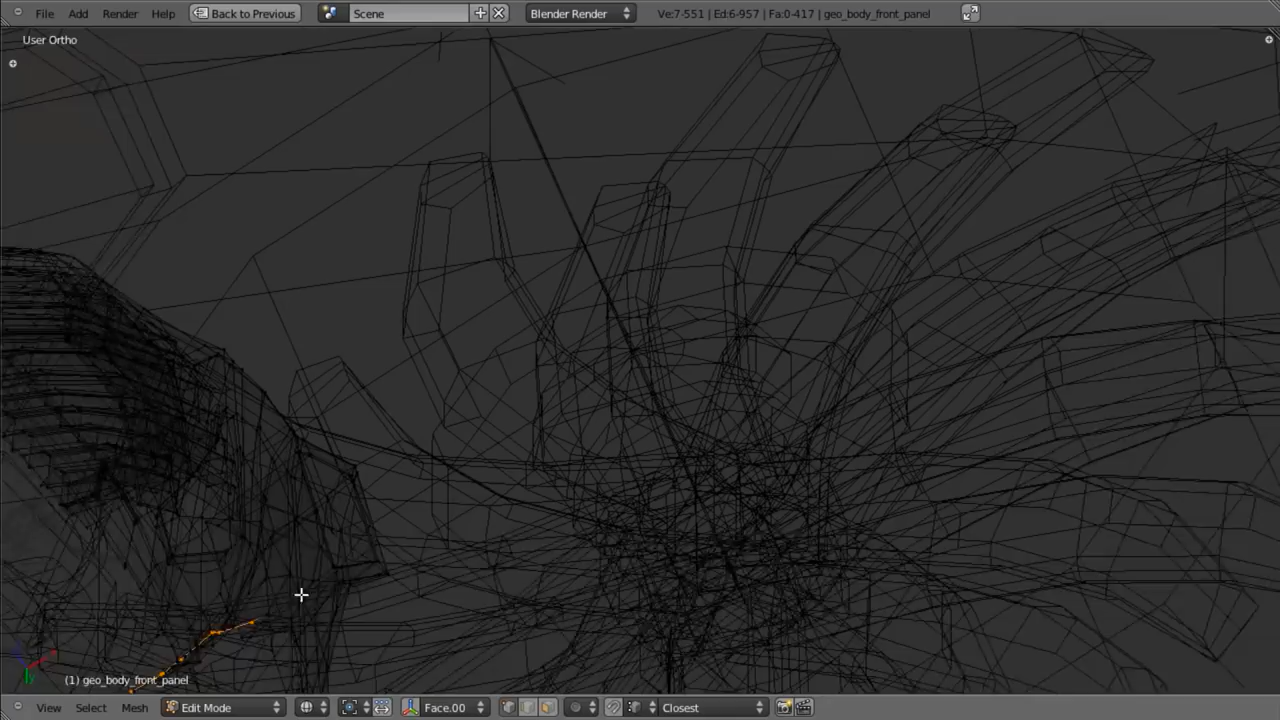 File Add Render Help Back to Previous Scene Blender Render Ve:7-551 | Ed:6-957 | Fa:0-417 | geo_body_front_panel
User Ortho
(1) geo_body_front_panel
View Select Mesh Edit Mode Face.00 Closest